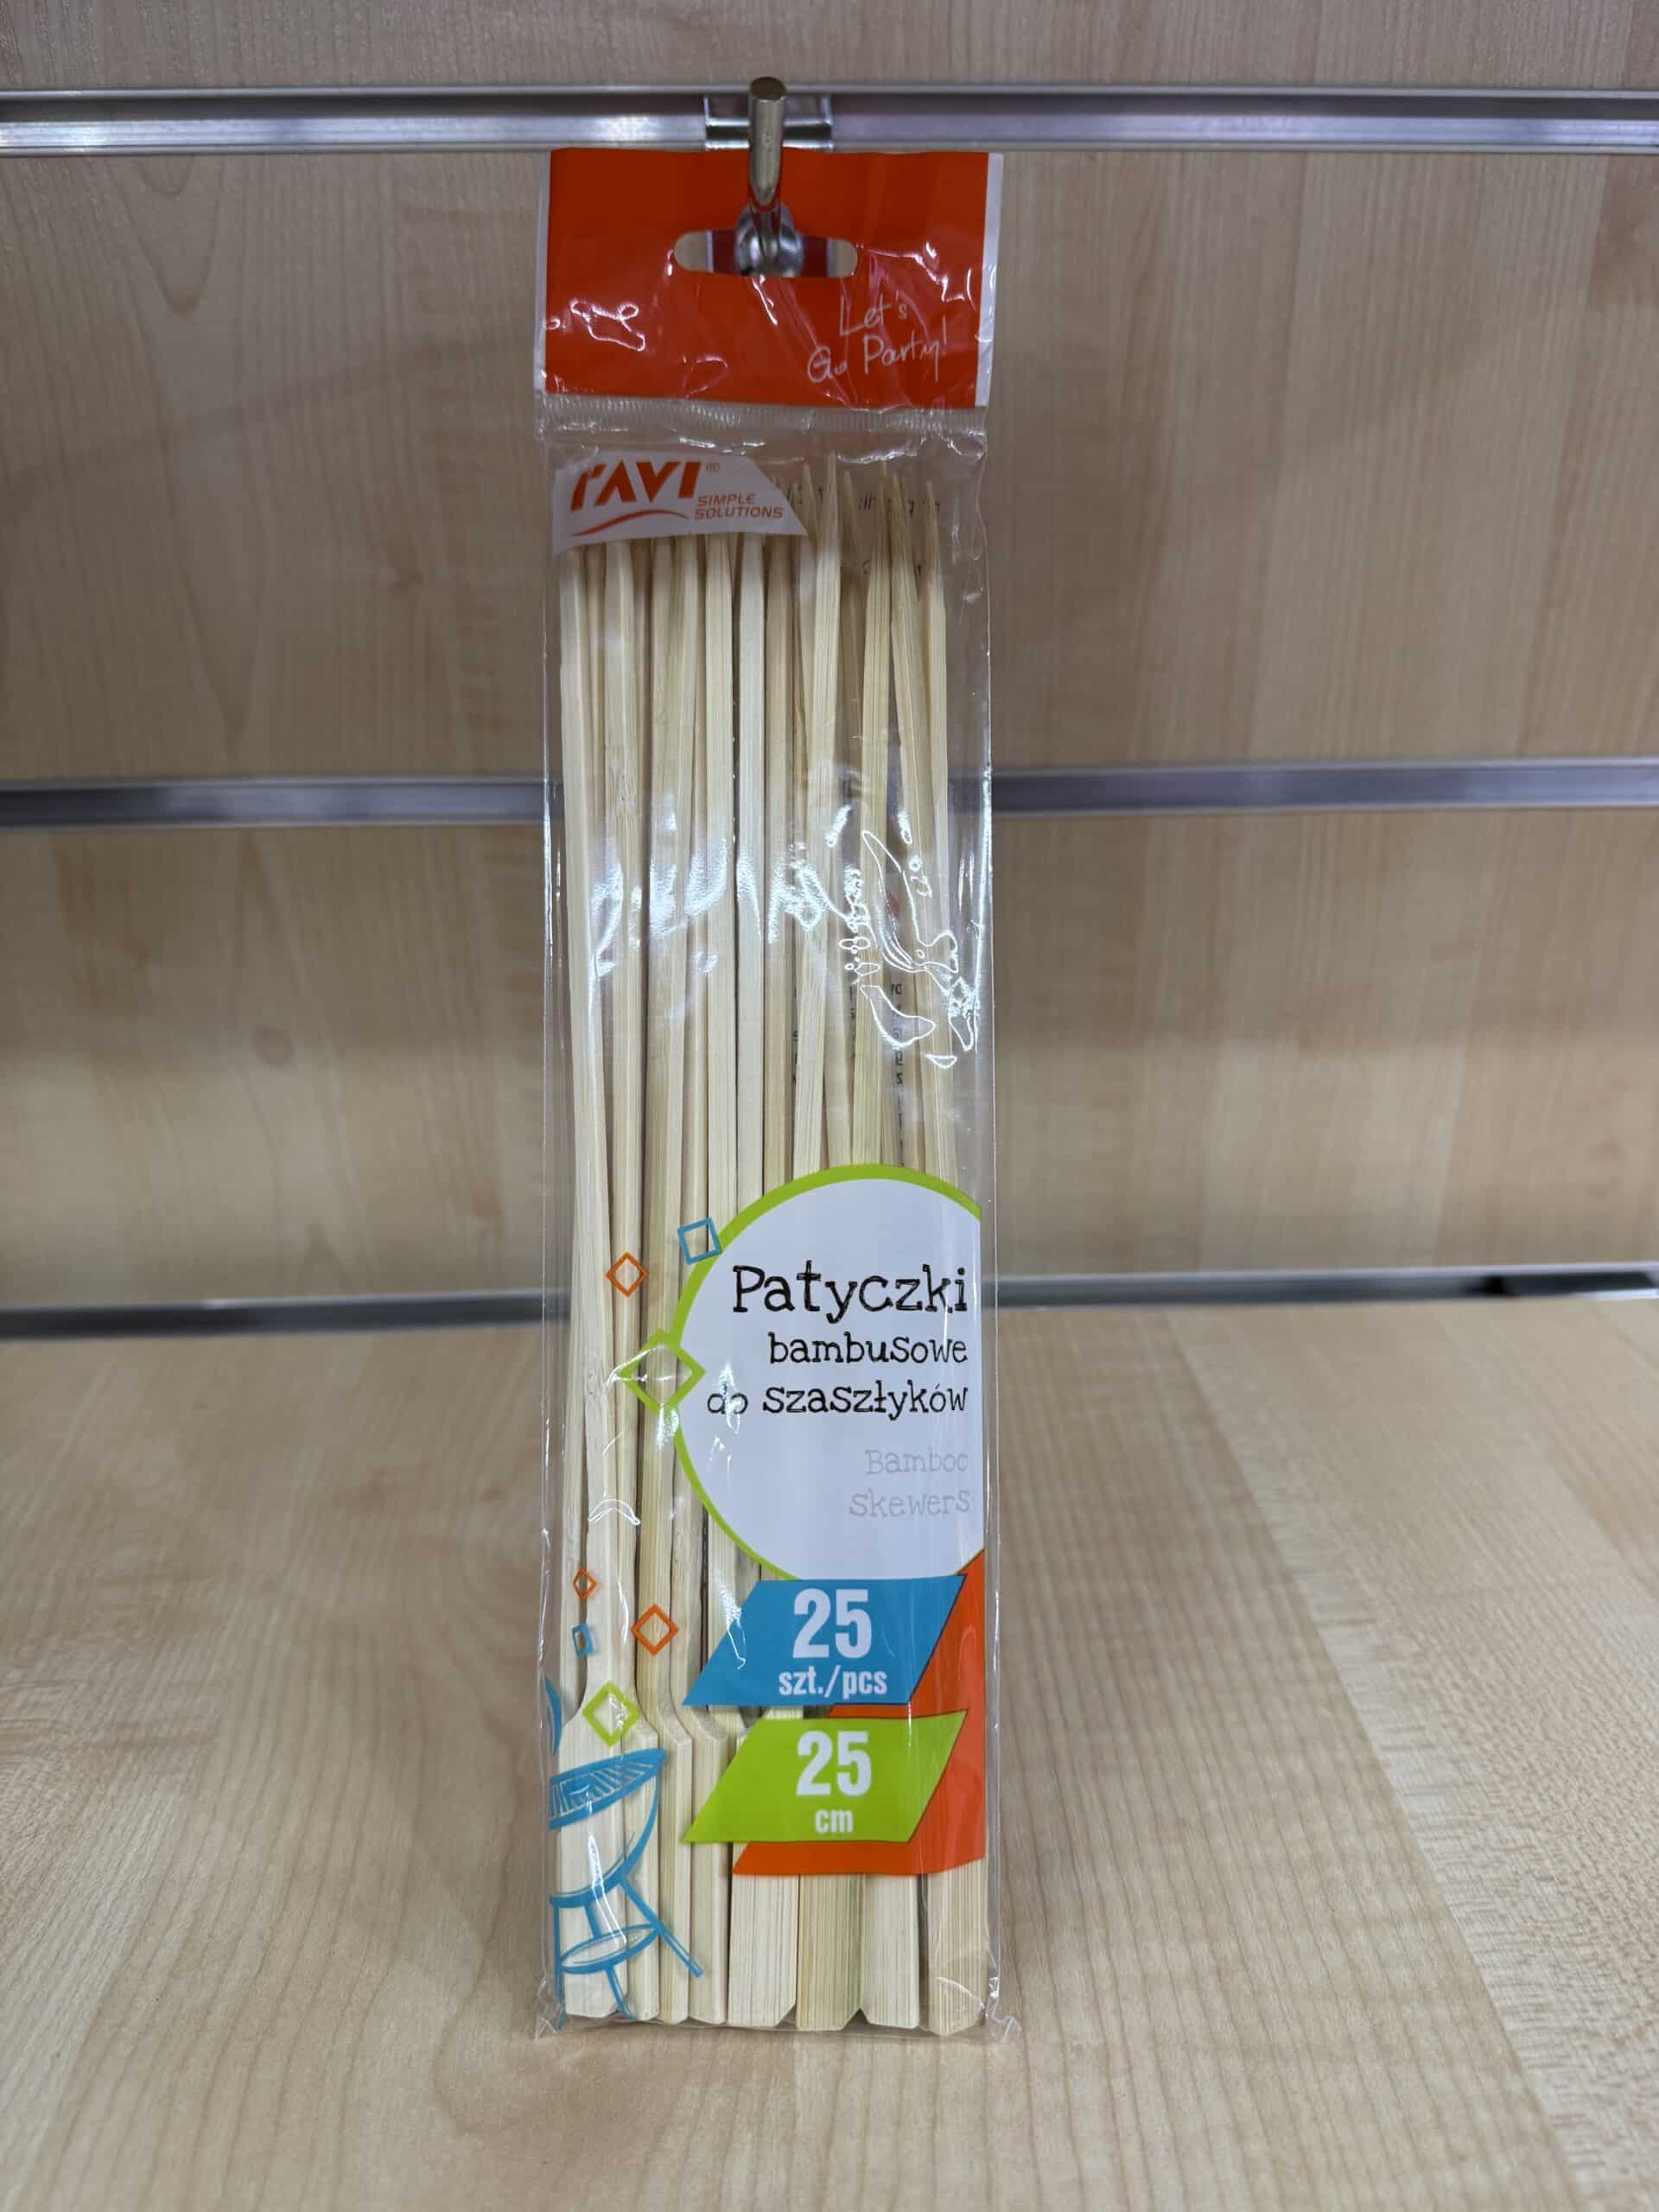 Let's
Go Party!
ravi®
SIMPLE
SOLUTIONS
Patyczki
bambusowe
do szaszłyków
Bamboo
skewers
25
szt./pcs
25
cm